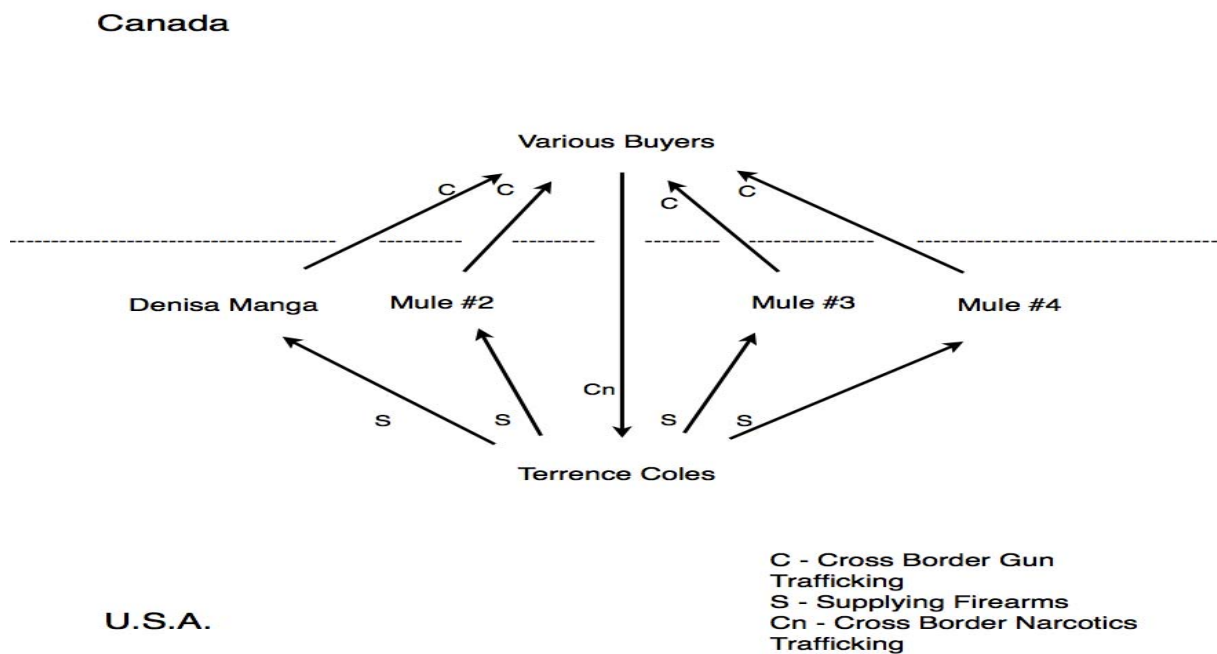 Canada
Various Buyers
C C C C
Denisa Manga Mule #2 Mule #3 Mule #4
Cn
S S S S
Terrence Coles
C - Cross Border Gun
Trafficking
S - Supplying Firearms
Cn - Cross Border Narcotics
Trafficking
U.S.A.